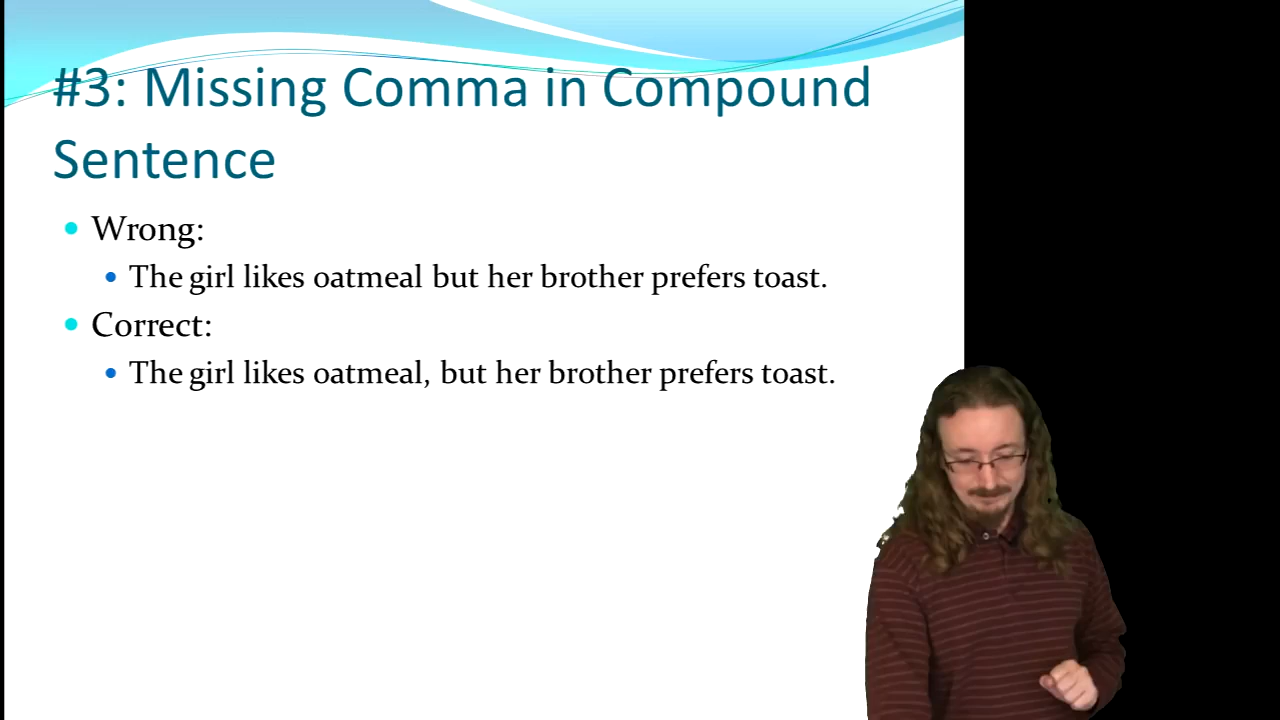 #3: Missing Comma in Compound
Sentence
Wrong:
The girl likes oatmeal but her brother prefers toast.
Correct:
The girl likes oatmeal, but her brother prefers toast.